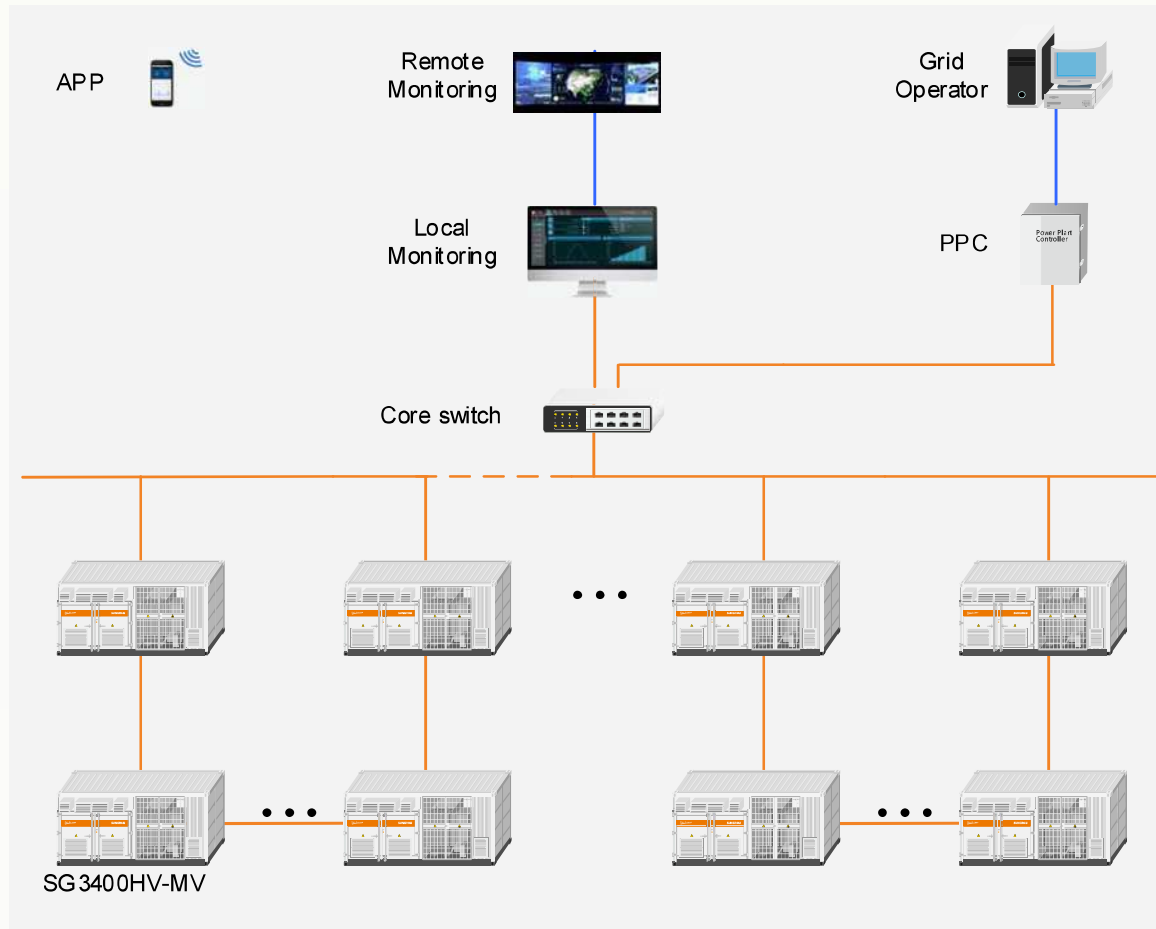 APP
Remote
Monitoring
Grid
Operator
Local
Monitoring
PPC
Power Plant
Controller
Core switch
SG3400HV-MV